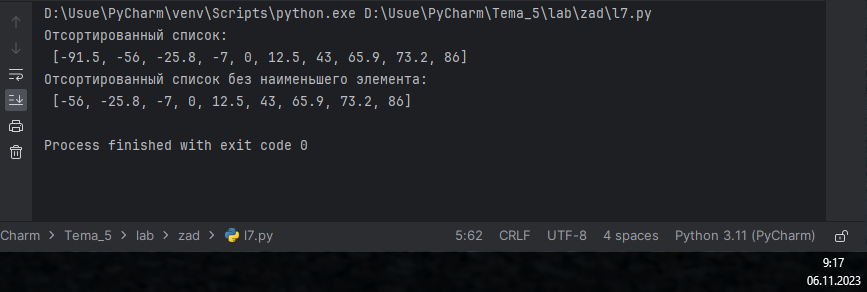 D:\Usue\PyCharm\venv\Scripts\python.exe D:\Usue\PyCharm\Tema_5\lab\zad\l7.py
Отсортированный список:
[-91.5, -56, -25.8, -7, 0, 12.5, 43, 65.9, 73.2, 86]
Отсортированный список без наименьшего элемента:
[-56, -25.8, -7, 0, 12.5, 43, 65.9, 73.2, 86]
Process finished with exit code 0
Charm > Tema_5 > lab > zad > l7.py 5:62 CRLF UTF-8 4 spaces Python 3.11 (PyCharm)
9:17
06.11.2023